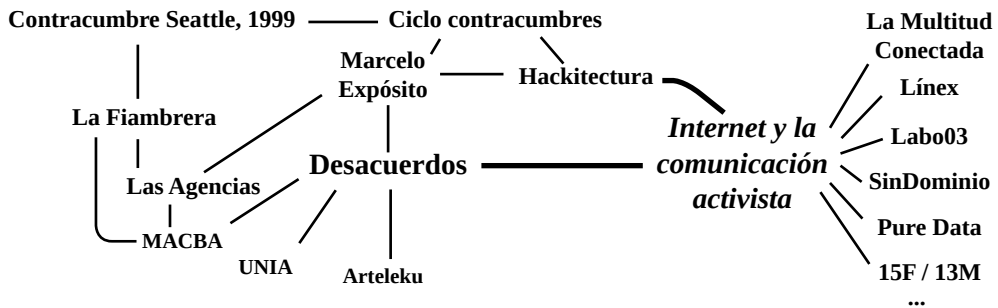 Contracumbre Seattle, 1999
Ciclo contracumbres
La Multitud
Conectada
Marcelo
Expósito
Hackitectura
Línex
La Fiambrera
Internet y la
comunicación
activista
Labo03
Desacuerdos
SinDominio
Las Agencias
Pure Data
MACBA
UNIA
Arteleku
15F / 13M
...